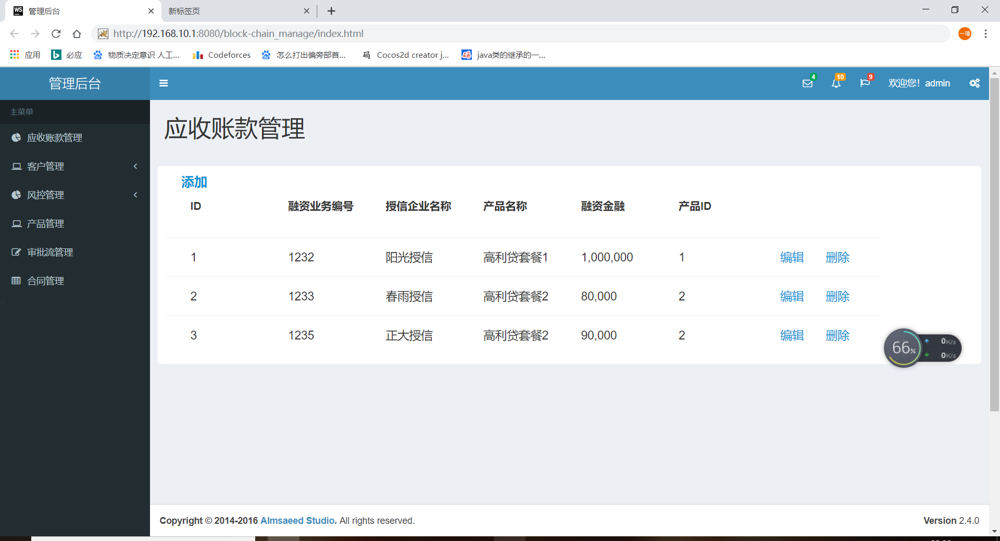 管理后台
新标签页
http://192.168.10.1:8080/block-chain_manage/index.html
一璠
应用
必应
物质决定意识 人工...
Codeforces
怎么打出偏旁部首...
Cocos2d creator j...
java类的继承的一...
管理后台
4
10
9
欢迎您！admin
主菜单
应收账款管理
客户管理
风控管理
产品管理
审批流管理
合同管理
应收账款管理
添加
ID 融资业务编号 授信企业名称 产品名称 融资金融 产品ID
1 1232 阳光授信 高利贷套餐1 1,000,000 1 编辑 删除
2 1233 春雨授信 高利贷套餐2 80,000 2 编辑 删除
3 1235 正大授信 高利贷套餐2 90,000 2 编辑 删除
66%
0K/s
0K/s
Copyright © 2014-2016 Almsaeed Studio. All rights reserved.
Version 2.4.0